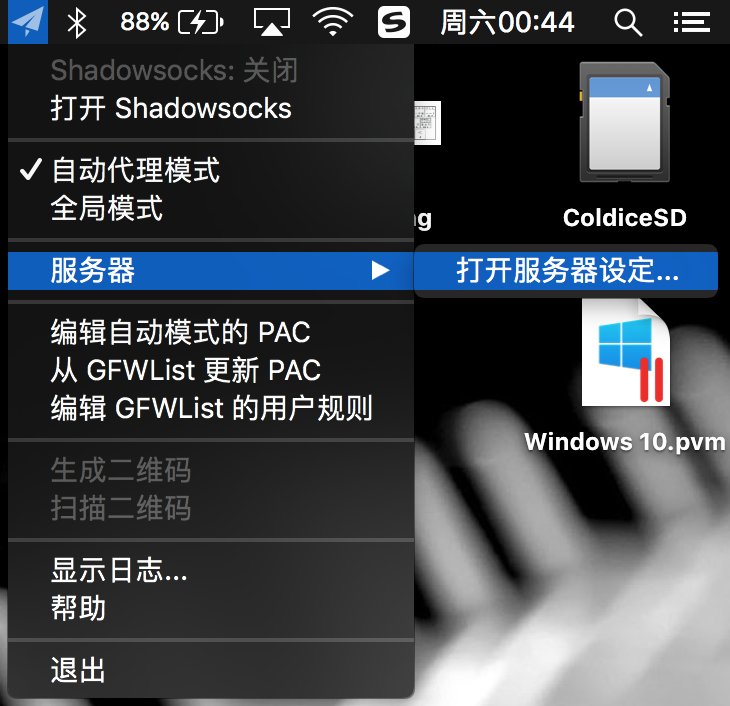 88%
周六00:44
Shadowsocks: 关闭
打开 Shadowsocks
自动代理模式
全局模式
服务器
打开服务器设定...
编辑自动模式的 PAC
从 GFWList 更新 PAC
编辑 GFWList 的用户规则
生成二维码
扫描二维码
显示日志...
帮助
退出
ng
ColdiceSD
Windows 10.pvm